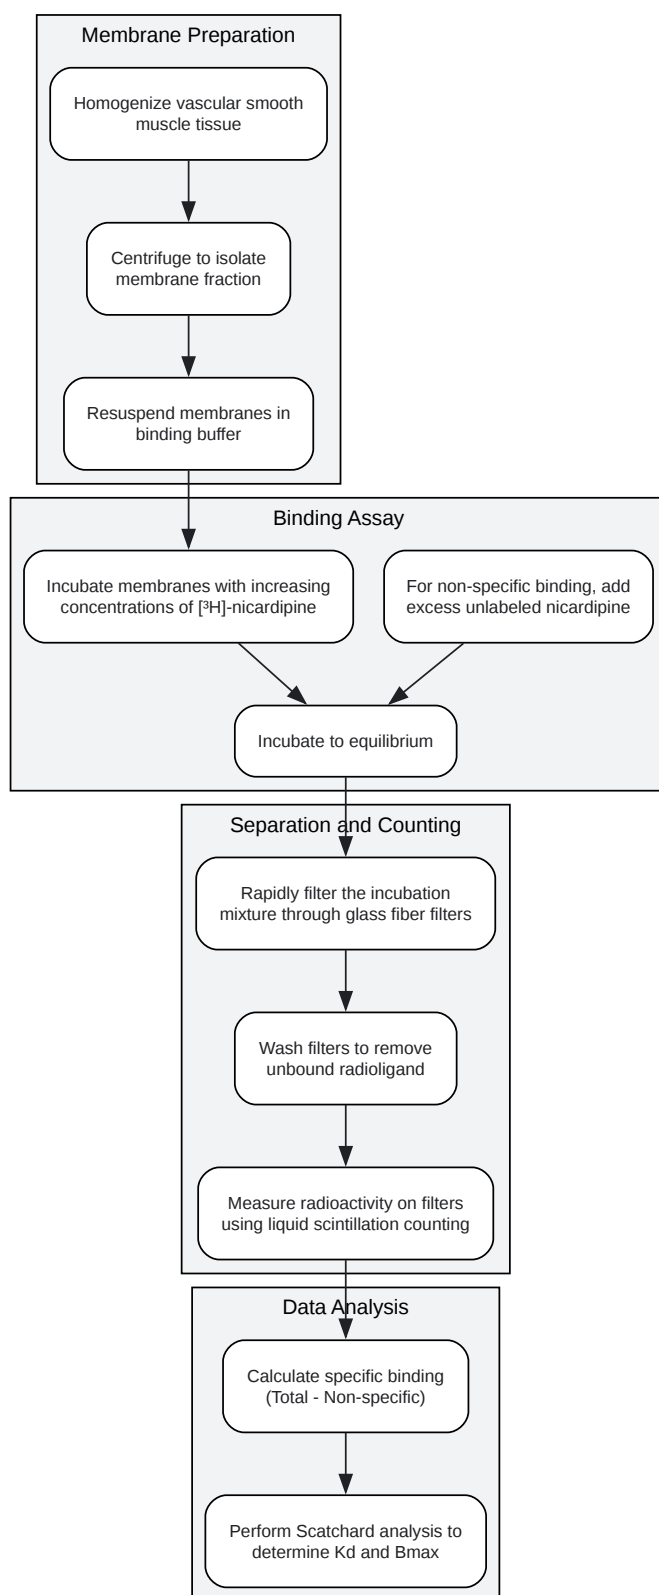 Membrane Preparation
Homogenize vascular smooth
muscle tissue
Centrifuge to isolate
membrane fraction
Resuspend membranes in
binding buffer
Binding Assay
Incubate membranes with increasing
concentrations of [³H]-nicardipine
For non-specific binding, add
excess unlabeled nicardipine
Incubate to equilibrium
Separation and Counting
Rapidly filter the incubation
mixture through glass fiber filters
Wash filters to remove
unbound radioligand
Measure radioactivity on filters
using liquid scintillation counting
Data Analysis
Calculate specific binding
(Total - Non-specific)
Perform Scatchard analysis to
determine Kd and Bmax